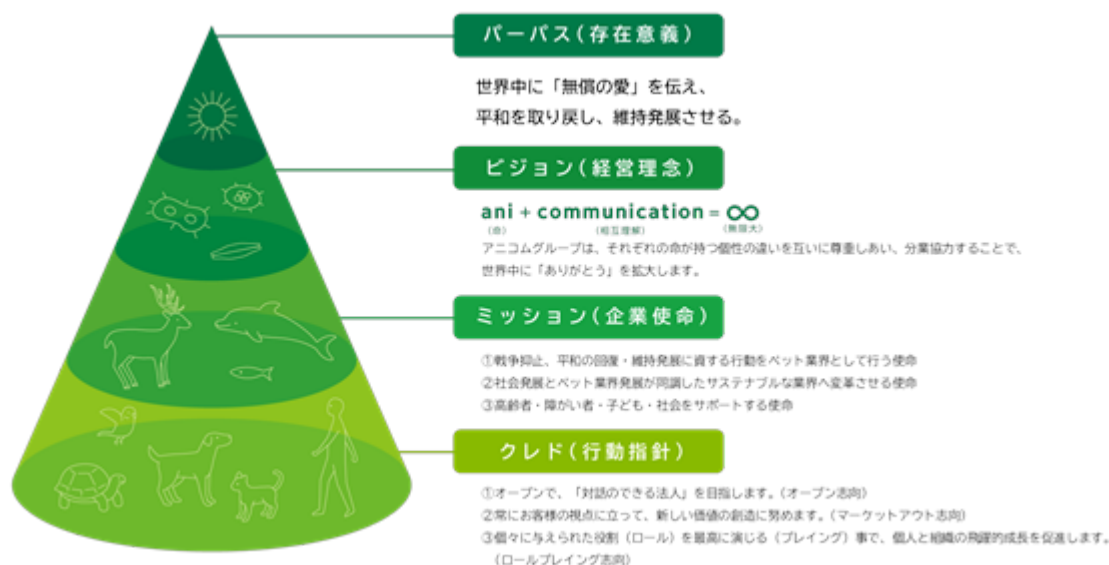 パーパス(存在意義)
世界中に「無償の愛」を伝え、
平和を取り戻し、維持発展させる。
ビジョン(経営理念)
ani + communication = ∞
(命) (相互理解) (無限大)
アニコムグループは、それぞれの命が持つ個性の違いを互いに尊重しあい、分業協力することで、
世界中に「ありがとう」を拡大します。
ミッション(企業使命)
①戦争抑止、平和の回復・維持発展に資する行動をペット業界として行う使命
②社会発展とペット業界発展が同調したサステナブルな業界へ変革させる使命
③高齢者・障がい者・子ども・社会をサポートする使命
クレド(行動指針)
①オープンで、「対話のできる法人」を目指します。(オープン志向)
②常にお客様の視点に立って、新しい価値の創造に努めます。(マーケットアウト志向)
③個々に与えられた役割(ロール)を最高に演じる(プレイング)事で、個人と組織の飛躍的成長を促進します。
(ロールプレイング志向)